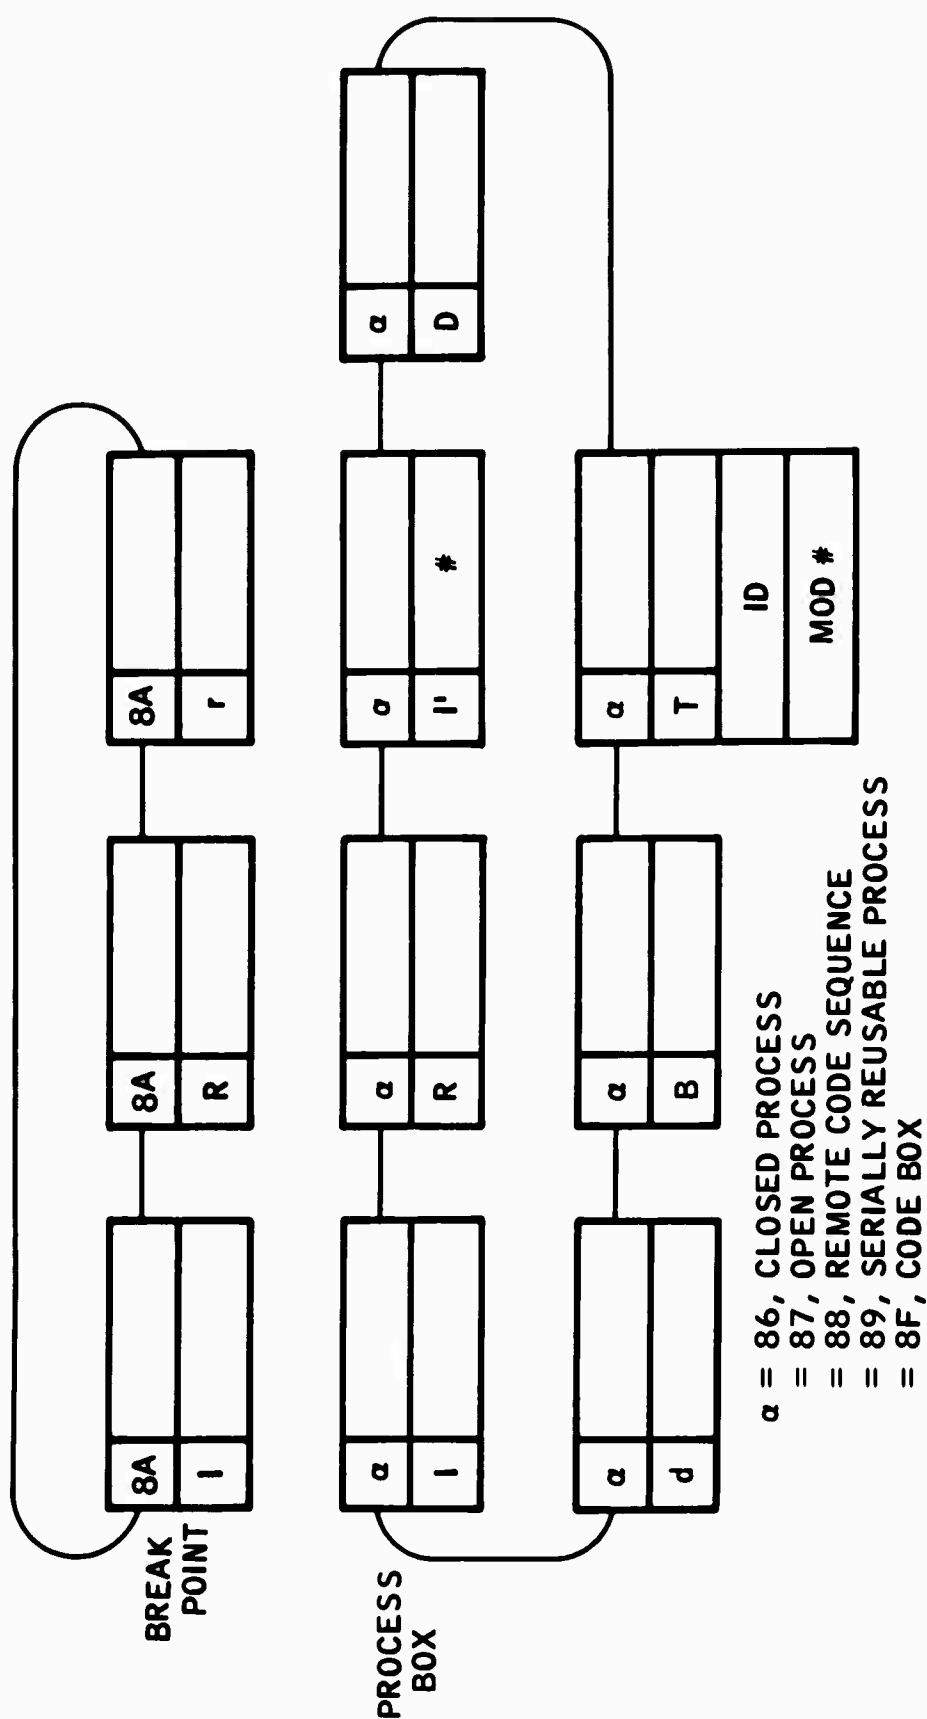 BREAK
POINT
8A 8A 8A
I R r
PROCESS
BOX
α α α α
I R I' # D
α α α
d B T
ID
MOD #
α = 86, CLOSED PROCESS
= 87, OPEN PROCESS
= 88, REMOTE CODE SEQUENCE
= 89, SERIALLY REUSABLE PROCESS
= 8F, CODE BOX